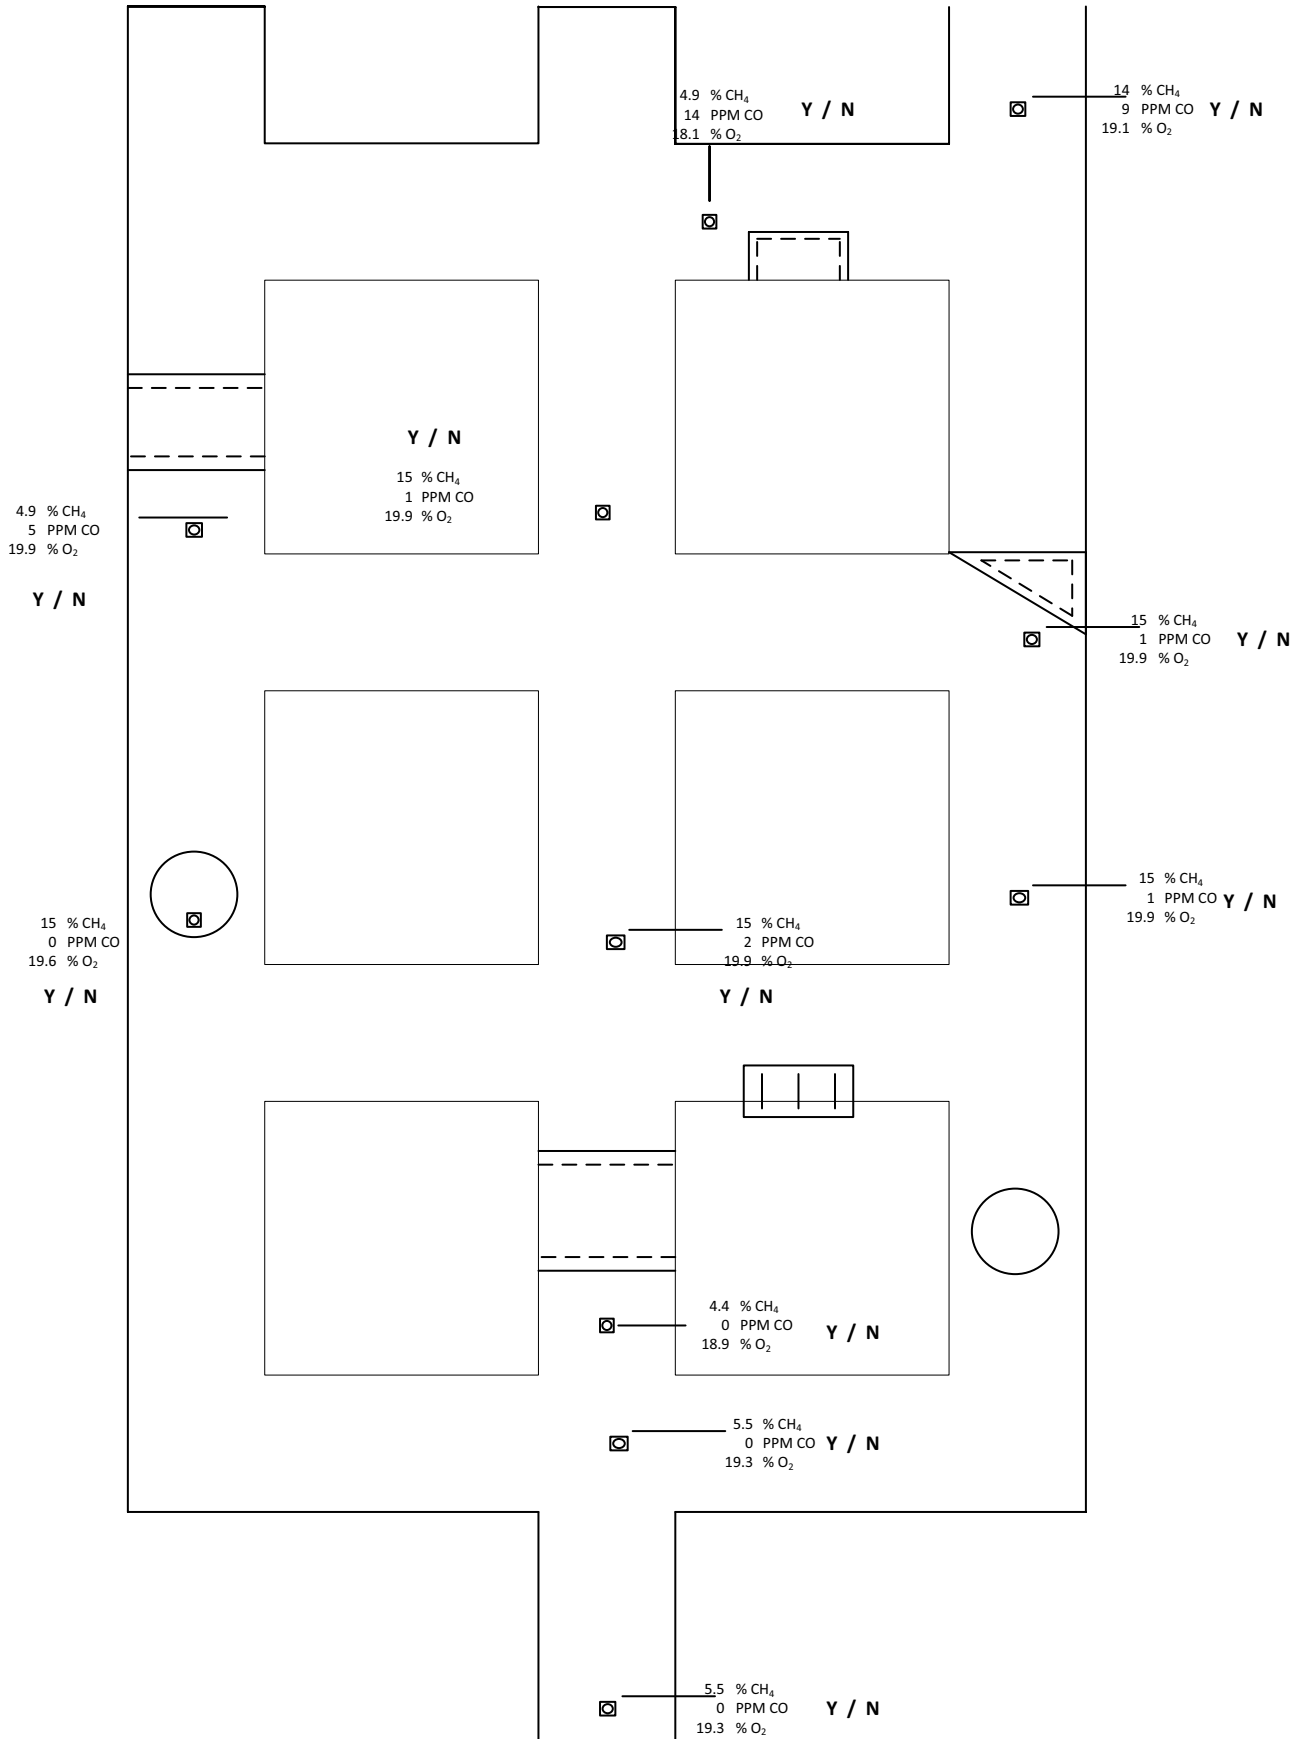 4.9 % CH₄
14 PPM CO
18.1 % O₂
Y / N
14 % CH₄
9 PPM CO
19.1 % O₂
Y / N
Y / N
15 % CH₄
1 PPM CO
19.9 % O₂
4.9 % CH₄
5 PPM CO
19.9 % O₂
Y / N
15 % CH₄
1 PPM CO
19.9 % O₂
Y / N
15 % CH₄
1 PPM CO
19.9 % O₂
Y / N
15 % CH₄
0 PPM CO
19.6 % O₂
Y / N
15 % CH₄
2 PPM CO
19.9 % O₂
Y / N
4.4 % CH₄
0 PPM CO
18.9 % O₂
Y / N
5.5 % CH₄
0 PPM CO
19.3 % O₂
Y / N
5.5 % CH₄
0 PPM CO
19.3 % O₂
Y / N